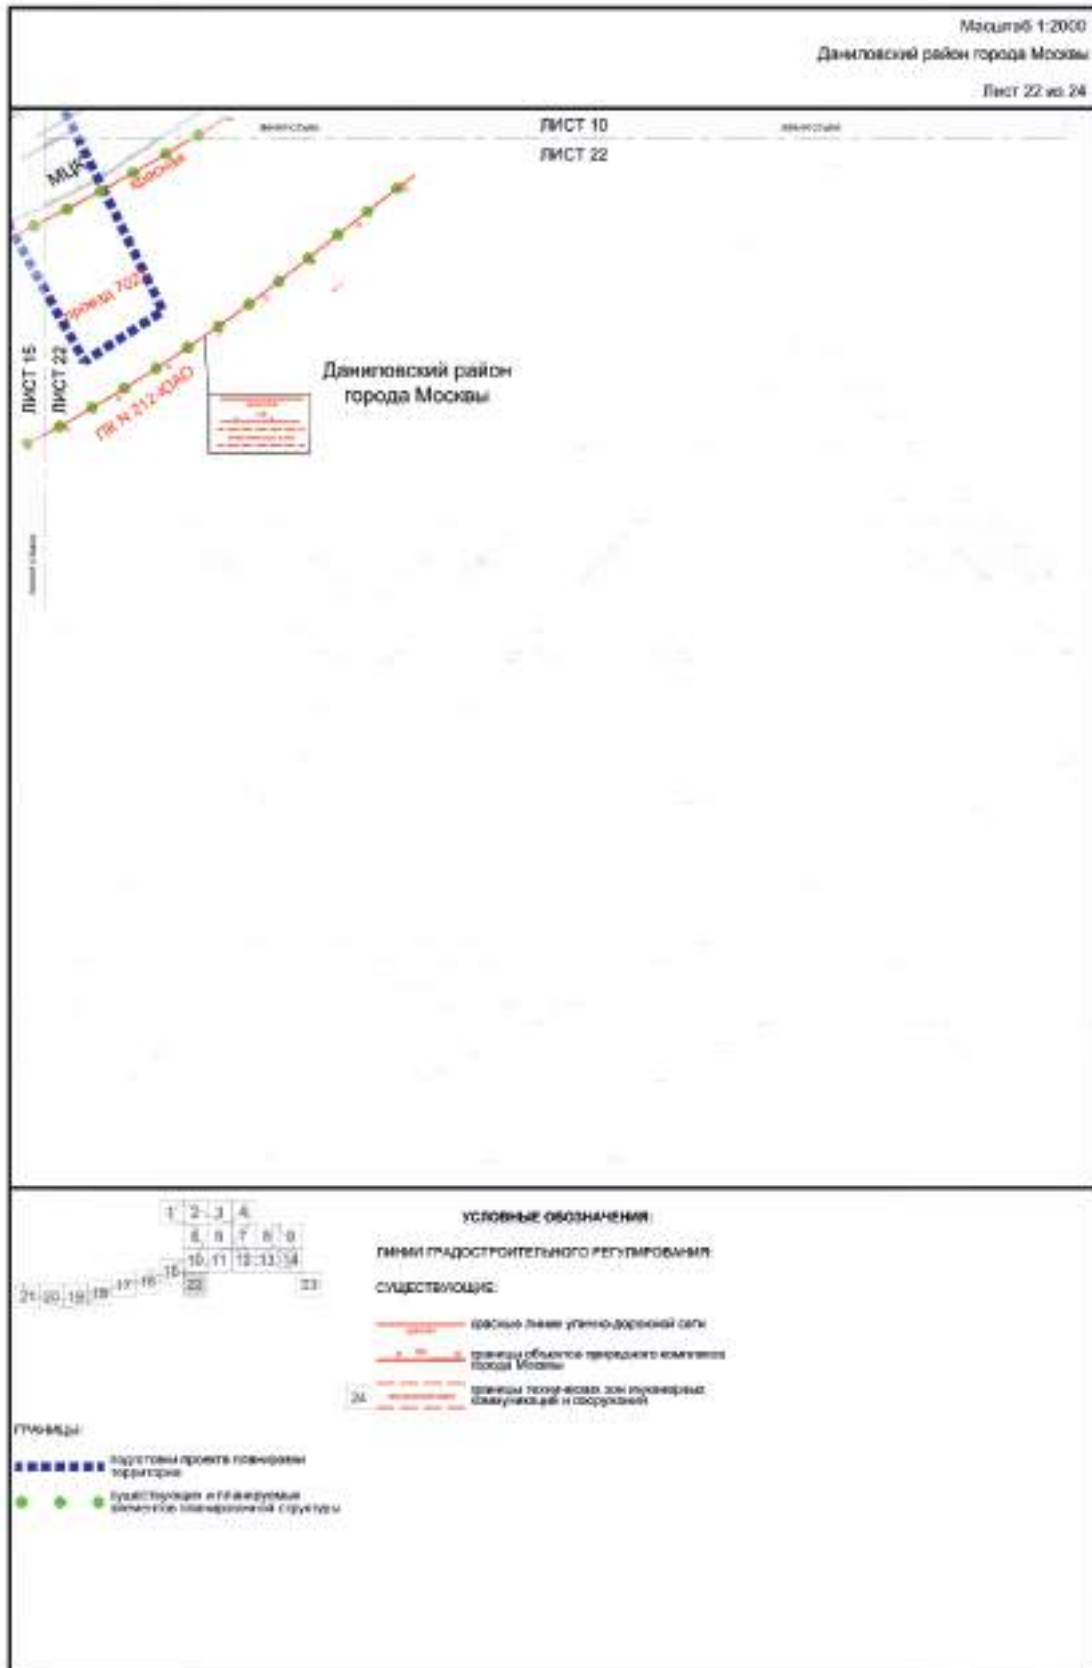 Масштаб 1:2000
Даниловский район города Москвы
Лист 22 из 24
ЛИСТ 10
ЛИСТ 22
МЦК
красная
проезд 702
ЛИСТ 15
ЛИСТ 22
ПК N 212-ЮАО
Даниловский район
города Москвы
1 2 3 4
5 6 7 8 9
10 11 12 13 14
15
21 20 19 18 17 16
22
23
24
УСЛОВНЫЕ ОБОЗНАЧЕНИЯ:
ЛИНИИ ГРАДОСТРОИТЕЛЬНОГО РЕГУЛИРОВАНИЯ
СУЩЕСТВУЮЩИЕ:
красные линии улично-дорожной сети
границы объектов природного комплекса
города Москвы
границы технических зон инженерных
коммуникаций и сооружений
ГРАНИЦЫ:
подготовки проекта планировки
территории
существующих и планируемых
элементов планировочной структуры